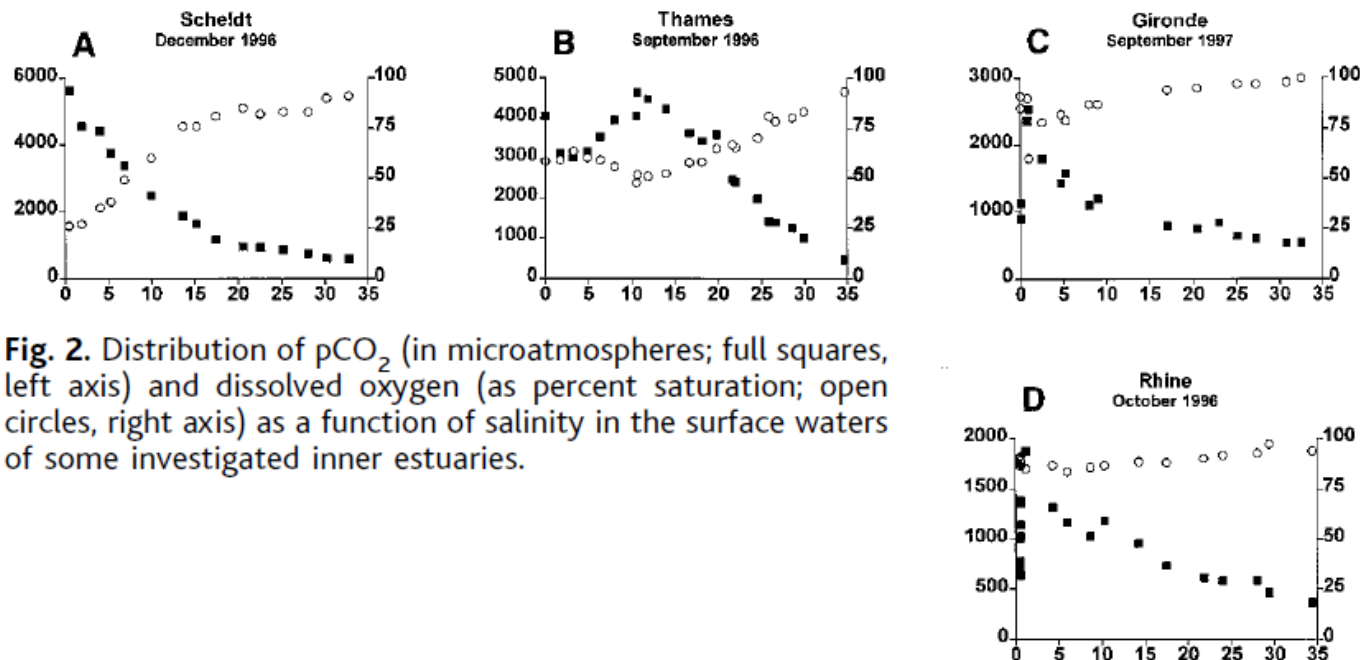 A
Scheldt
December 1996
6000
4000
2000
0
100
75
50
25
0
0 5 10 15 20 25 30 35
B
Thames
September 1996
5000
4000
3000
2000
1000
0
100
75
50
25
0
0 5 10 15 20 25 30 35
C
Gironde
September 1997
3000
2000
1000
0
100
75
50
25
0
0 5 10 15 20 25 30 35
Fig. 2. Distribution of pCO₂ (in microatmospheres; full squares,
left axis) and dissolved oxygen (as percent saturation; open
circles, right axis) as a function of salinity in the surface waters
of some investigated inner estuaries.
D
Rhine
October 1996
2000
1500
1000
500
0
100
75
50
25
0
0 5 10 15 20 25 30 35